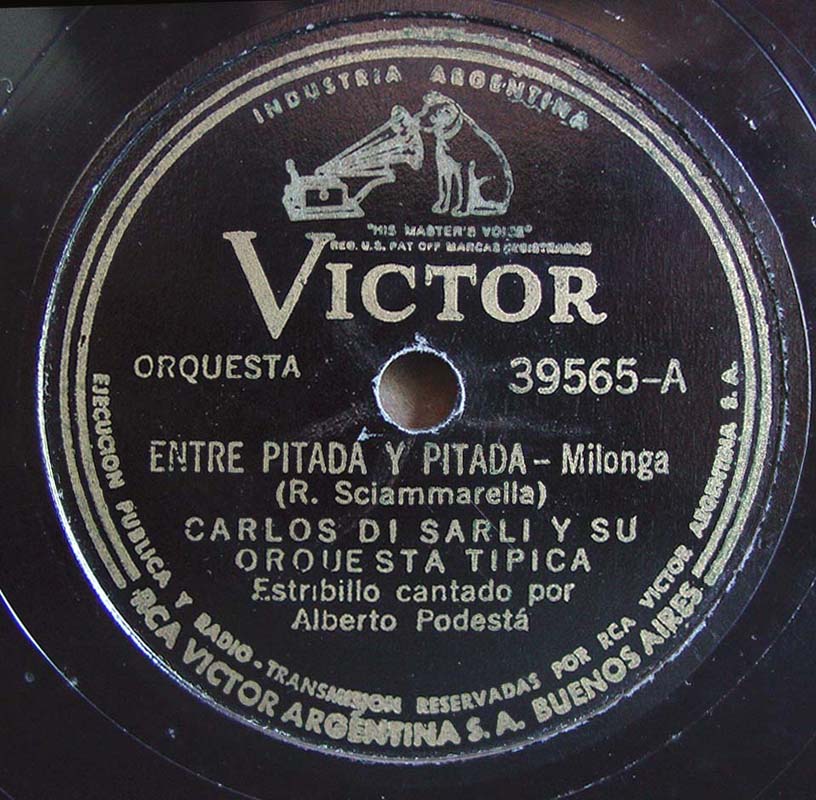 INDUSTRIA ARGENTINA
"HIS MASTER'S VOICE"
REG. U.S. PAT OFF MARCAS REGISTRADAS
VICTOR
ORQUESTA
39565-A
ENTRE PITADA Y PITADA - Milonga
(R. Sciammarella)
CARLOS DI SARLI Y SU
ORQUESTA TIPICA
Estribillo cantado por
Alberto Podestá
EJECUCION PUBLICA Y RADIO-TRANSMISION RESERVADAS POR RCA VICTOR ARGENTINA S.A.
RCA VICTOR ARGENTINA S.A. BUENOS AIRES